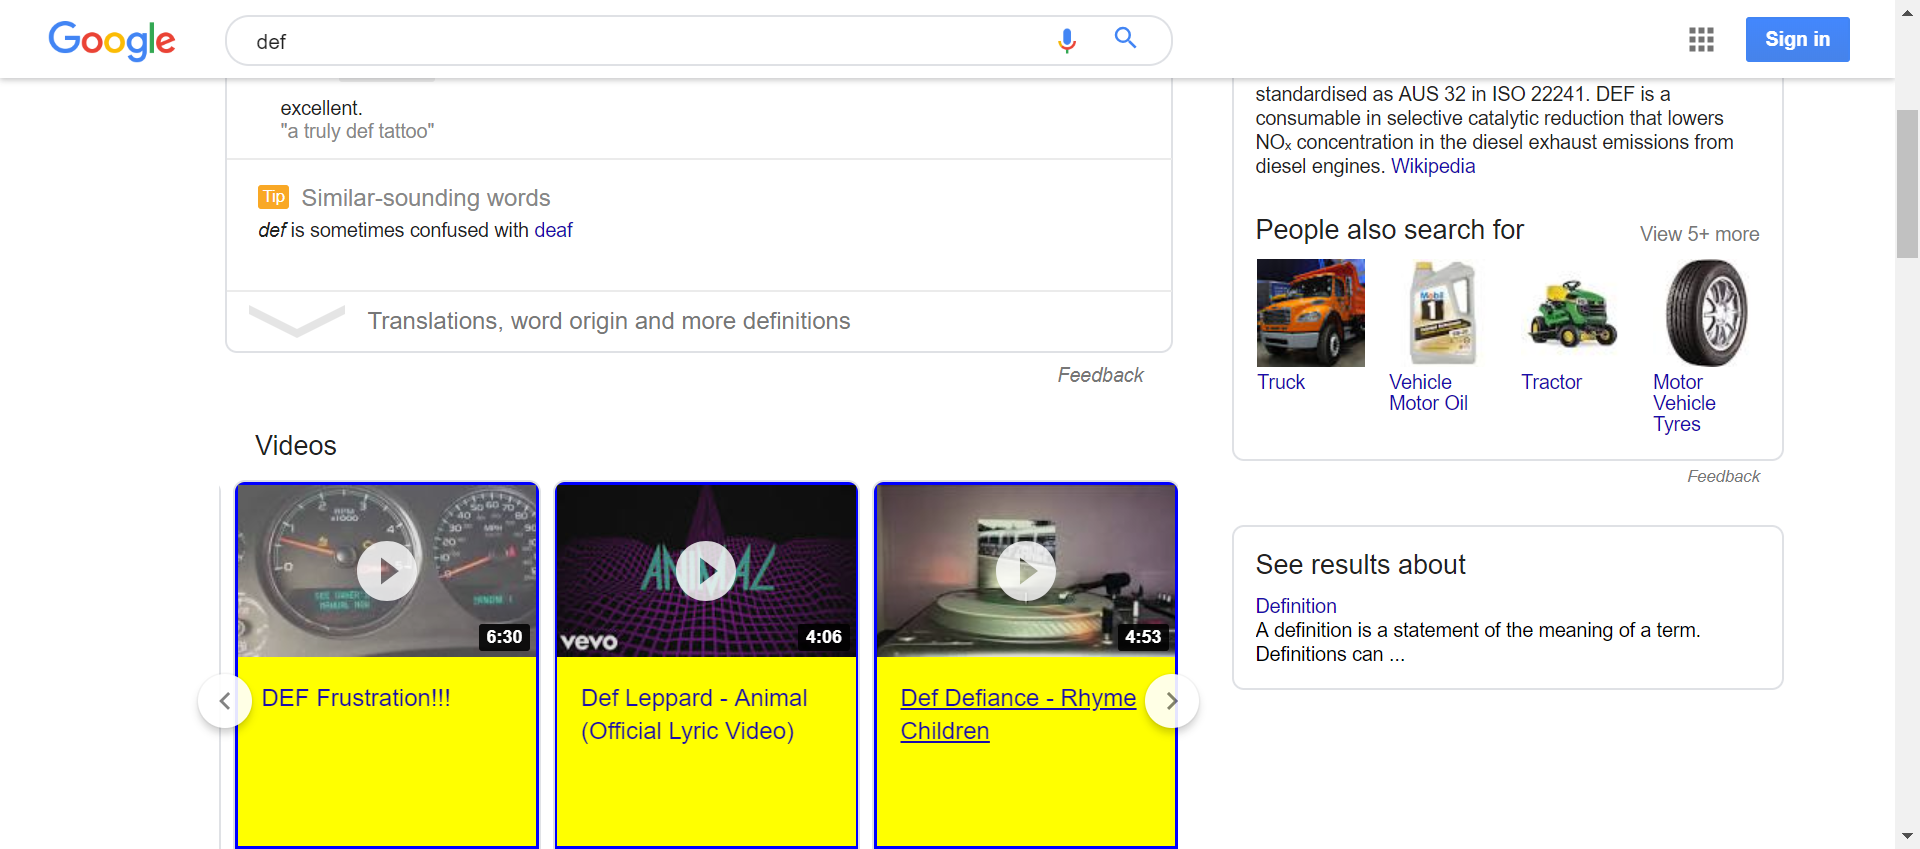 Google
def
Sign in
excellent.
"a truly def tattoo"
Tip Similar-sounding words
def is sometimes confused with deaf
Translations, word origin and more definitions
Feedback
Videos
6:30
DEF Frustration!!!
ANIMAL
vevo
4:06
Def Leppard - Animal
(Official Lyric Video)
4:53
Def Defiance - Rhyme
Children
standardised as AUS 32 in ISO 22241. DEF is a
consumable in selective catalytic reduction that lowers
NOₓ concentration in the diesel exhaust emissions from
diesel engines. Wikipedia
People also search for
View 5+ more
Truck
Mobil
1
Vehicle
Motor Oil
Tractor
Motor
Vehicle
Tyres
Feedback
See results about
Definition
A definition is a statement of the meaning of a term.
Definitions can ...